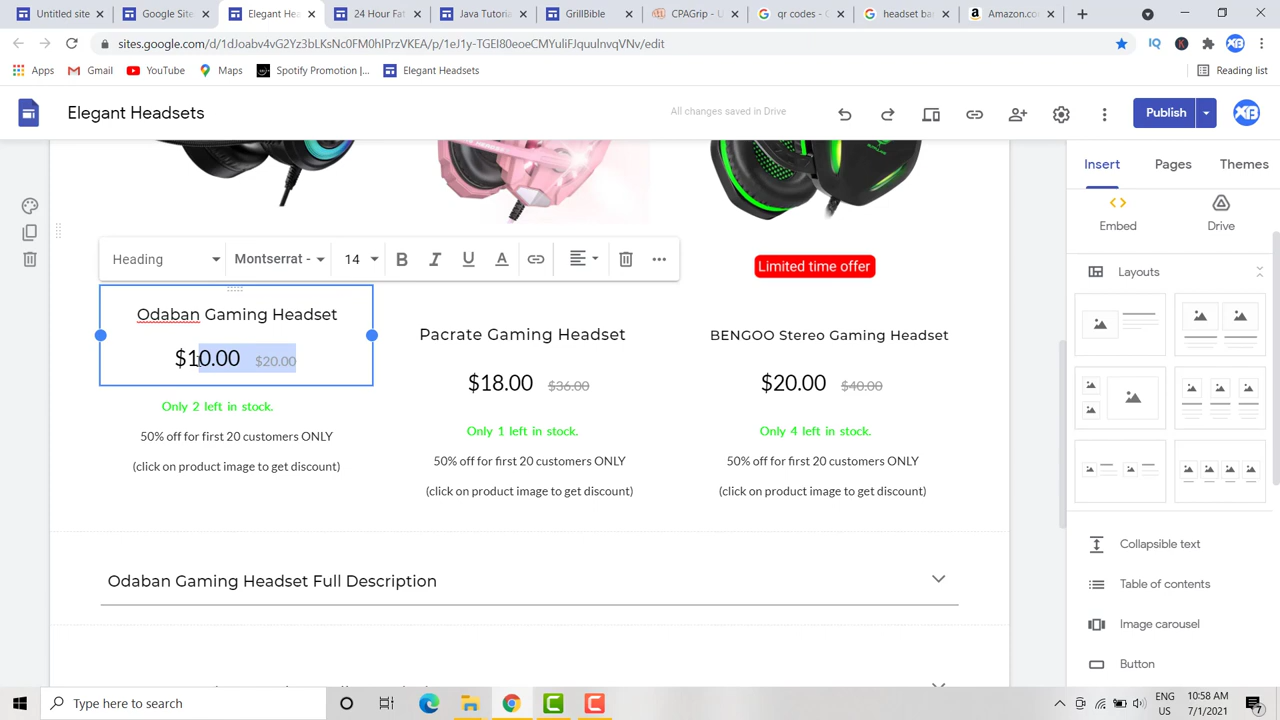 Untitled site
Google Sites
Elegant Heads
24 Hour Fat
Java Tutoria
GrillBible
CPAGrip - C
qr codes - G
headset ba
Amazon.co
sites.google.com/d/1dJoabv4vG2Yz3bLKsNc0FM0hIPrzVKEA/p/1eJ1y-TGEI80eoeCMYuliFJquulnvqVNv/edit
Apps
Gmail
YouTube
Maps
Spotify Promotion |...
Elegant Headsets
Reading list
Elegant Headsets
All changes saved in Drive
Publish
XB
Insert
Pages
Themes
Embed
Drive
Layouts
Heading
Montserrat -
14
B
I
U
A
Limited time offer
Odaban Gaming Headset
$10.00 $20.00
Only 2 left in stock.
50% off for first 20 customers ONLY
(click on product image to get discount)
Pacrate Gaming Headset
$18.00 $36.00
Only 1 left in stock.
50% off for first 20 customers ONLY
(click on product image to get discount)
BENGOO Stereo Gaming Headset
$20.00 $40.00
Only 4 left in stock.
50% off for first 20 customers ONLY
(click on product image to get discount)
Odaban Gaming Headset Full Description
Collapsible text
Table of contents
Image carousel
Button
Type here to search
ENG
US
10:58 AM
7/1/2021
7